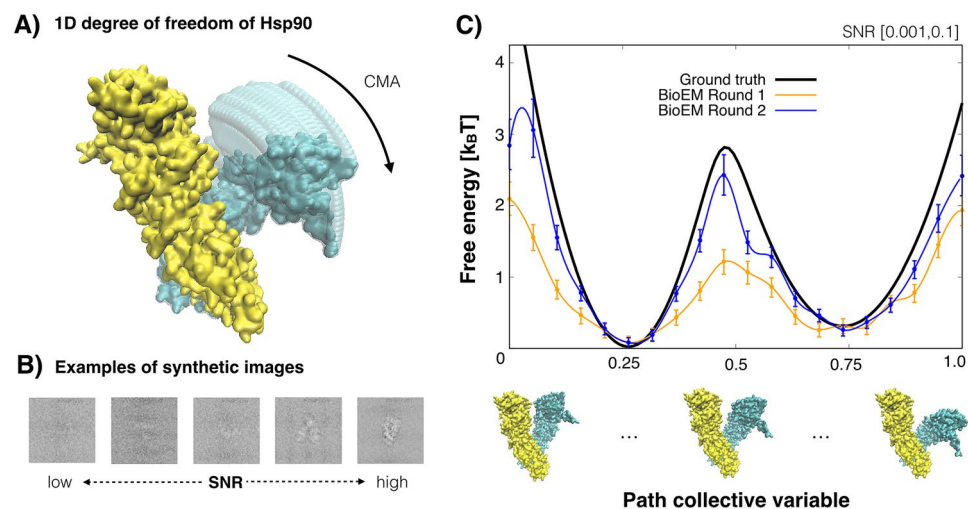 A) 1D degree of freedom of Hsp90
CMA
B) Examples of synthetic images
low SNR high
C)
SNR [0.001,0.1]
Ground truth
BioEM Round 1
BioEM Round 2
Free energy [kBT]
4
3
2
1
0 0.25 0.5 0.75 1.0
... ...
Path collective variable